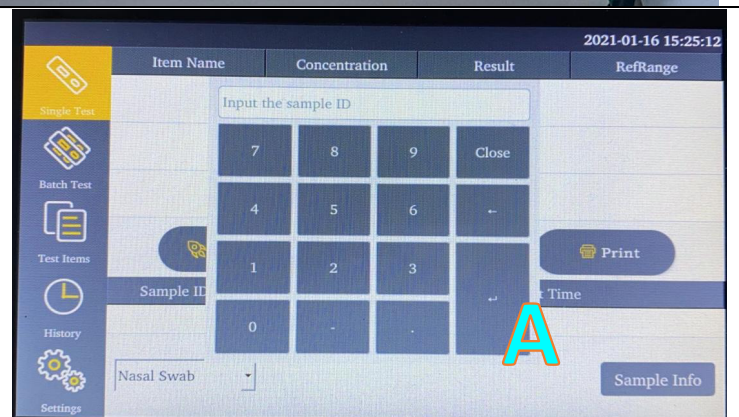 2021-01-16 15:25:12
Item Name Concentration Result RefRange
Single Test
Input the sample ID
7 8 9 Close
Batch Test
4 5 6 ←
Test Items
Print
1 2 3 ↵
Sample ID Time
0 - .
A
History
Nasal Swab
Sample Info
Settings